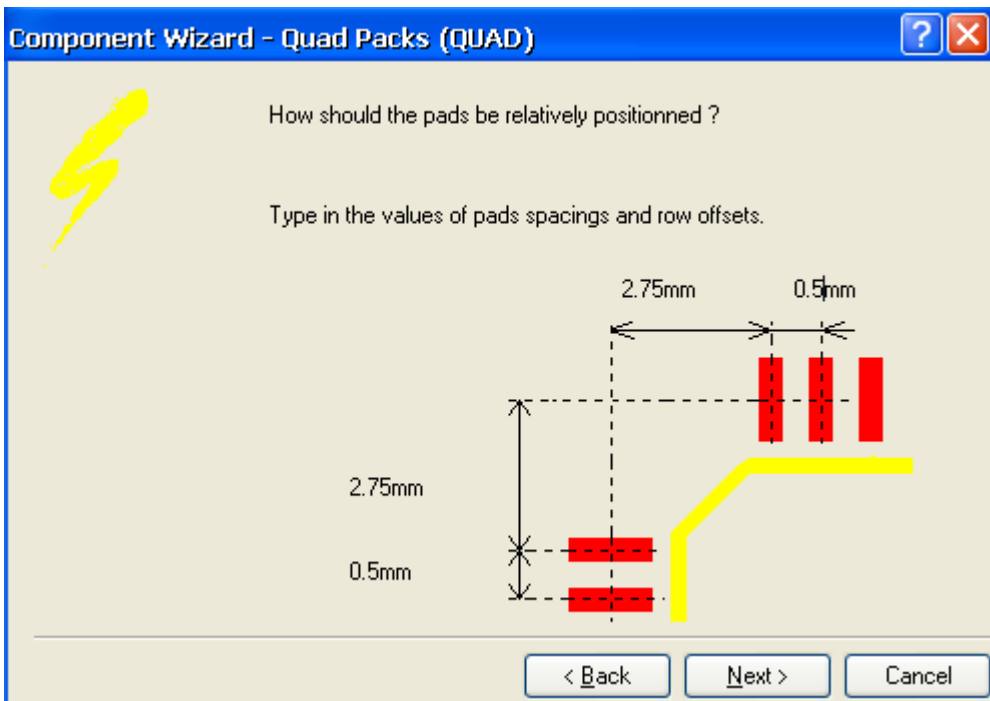 Component Wizard - Quad Packs (QUAD)
How should the pads be relatively positionned ?
Type in the values of pads spacings and row offsets.
2.75mm 0.5mm
2.75mm
0.5mm
< Back Next > Cancel